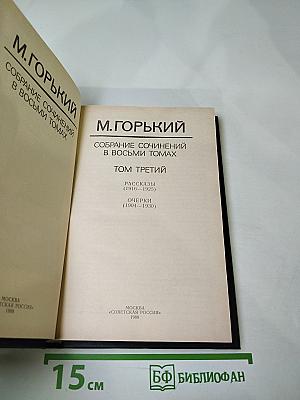 М. ГОРЬКИЙ
СОБРАНИЕ СОЧИНЕНИЙ
В ВОСЬМИ ТОМАХ
МОСКВА
«СОВЕТСКАЯ РОССИЯ»
1988
М. ГОРЬКИЙ
СОБРАНИЕ СОЧИНЕНИЙ
В ВОСЬМИ ТОМАХ
ТОМ ТРЕТИЙ
РАССКАЗЫ
(1916—1925)
ОЧЕРКИ
(1904—1930)
МОСКВА
«СОВЕТСКАЯ РОССИЯ»
1988
15 см
БФ БИБЛИОФАН